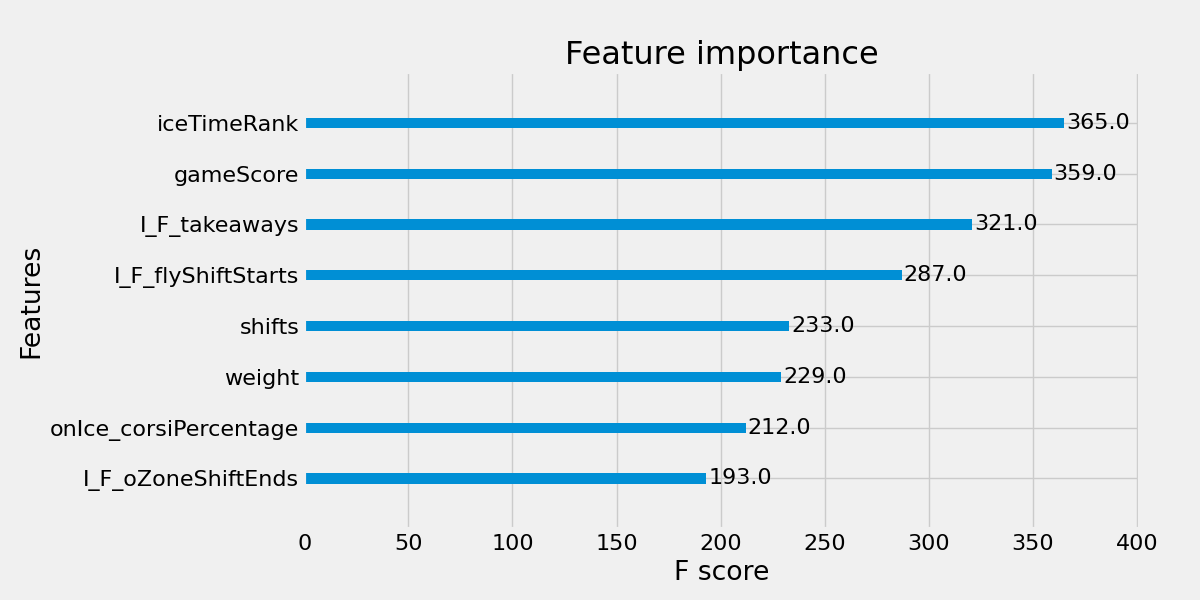 Feature importance
Features
iceTimeRank 365.0
gameScore 359.0
I_F_takeaways 321.0
I_F_flyShiftStarts 287.0
shifts 233.0
weight 229.0
onIce_corsiPercentage 212.0
I_F_oZoneShiftEnds 193.0
0 50 100 150 200 250 300 350 400
F score